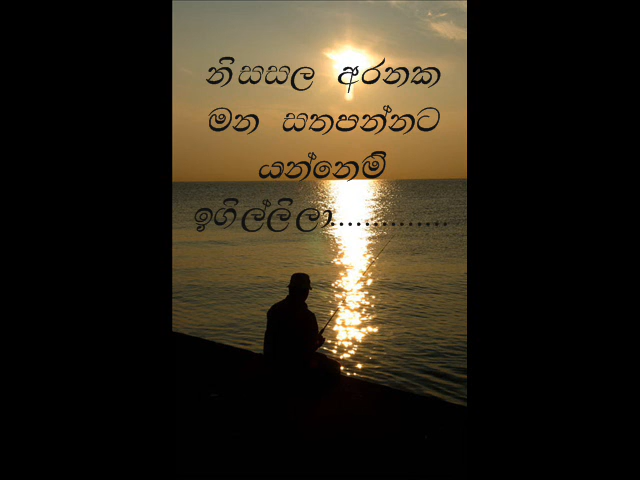 නිසසල අරනක
මන සතපන්නට
යන්නෙමි
ඉගිල්ලිලා..............